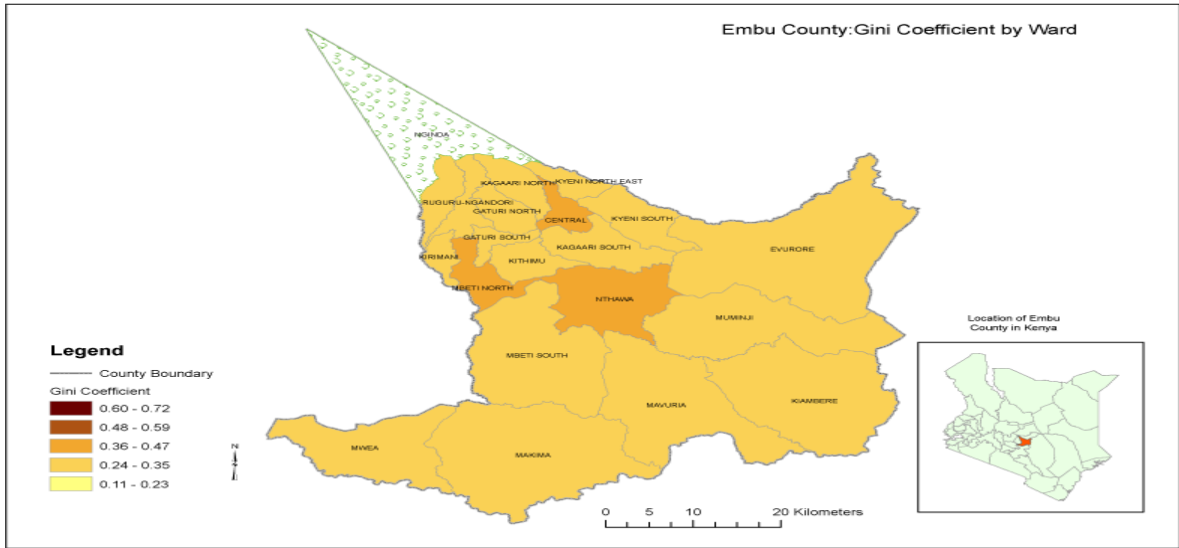 Embu County:Gini Coefficient by Ward
NGINDA
KAGAARI NORTH
KYENI NORTH EAST
RUGURU-NGANDORI
GATURI NORTH
CENTRAL
KYENI SOUTH
GATURI SOUTH
KAGAARI SOUTH
EVURORE
KIRIMANI
KITHIMU
MBETI NORTH
NTHAWA
MUMINJI
MBETI SOUTH
MAVURIA
KIAMBERE
MWEA
MAKIMA
Location of Embu
County in Kenya
Legend
County Boundary
Gini Coefficient
0.60 - 0.72
0.48 - 0.59
0.36 - 0.47
0.24 - 0.35
0.11 - 0.23
N
0 5 10 20 Kilometers